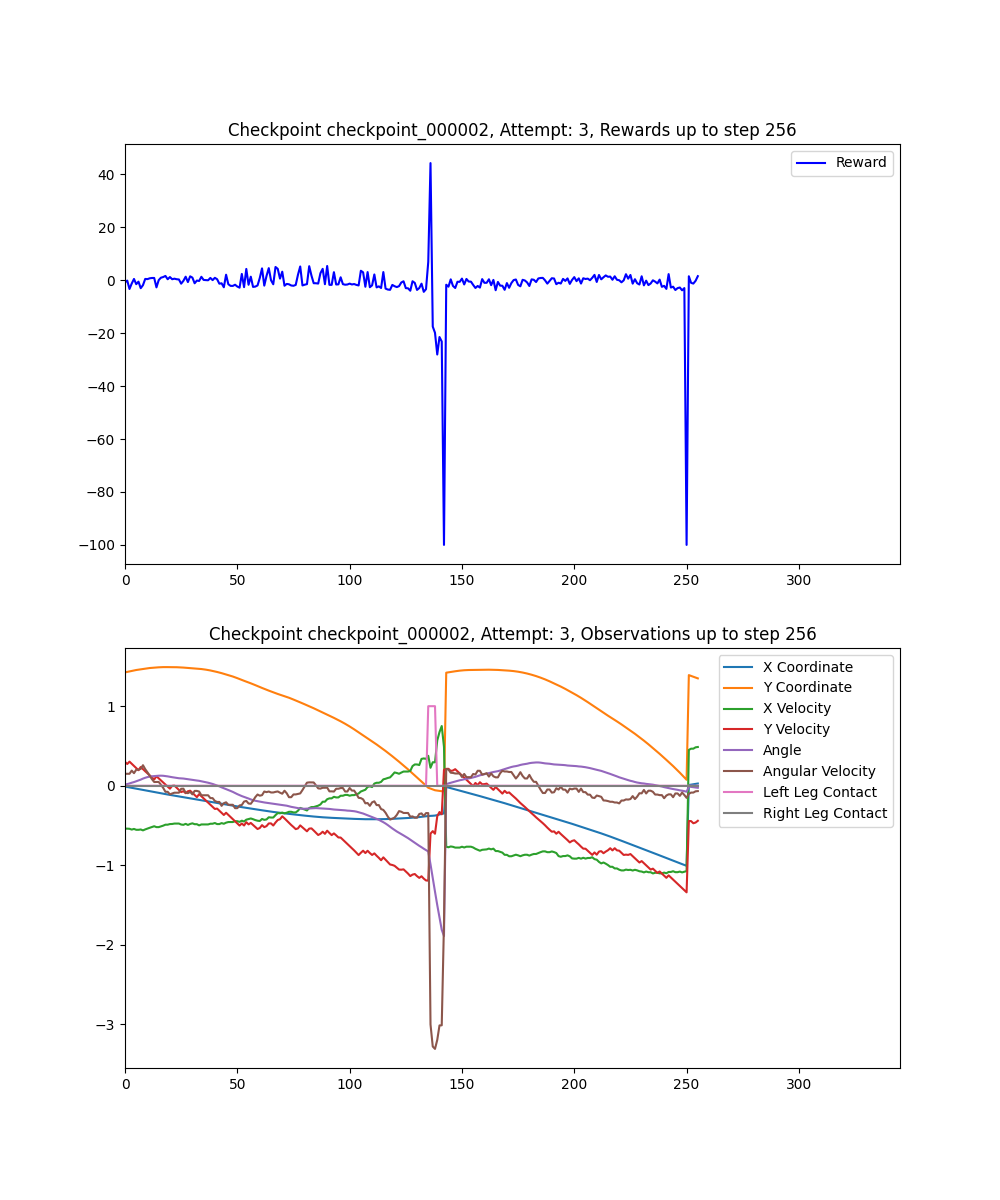 Checkpoint checkpoint_000002, Attempt: 3, Rewards up to step 256
Reward
40
20
0
−20
−40
−60
−80
−100
0 50 100 150 200 250 300
Checkpoint checkpoint_000002, Attempt: 3, Observations up to step 256
X Coordinate
Y Coordinate
X Velocity
Y Velocity
Angle
Angular Velocity
Left Leg Contact
Right Leg Contact
1
0
−1
−2
−3
0 50 100 150 200 250 300